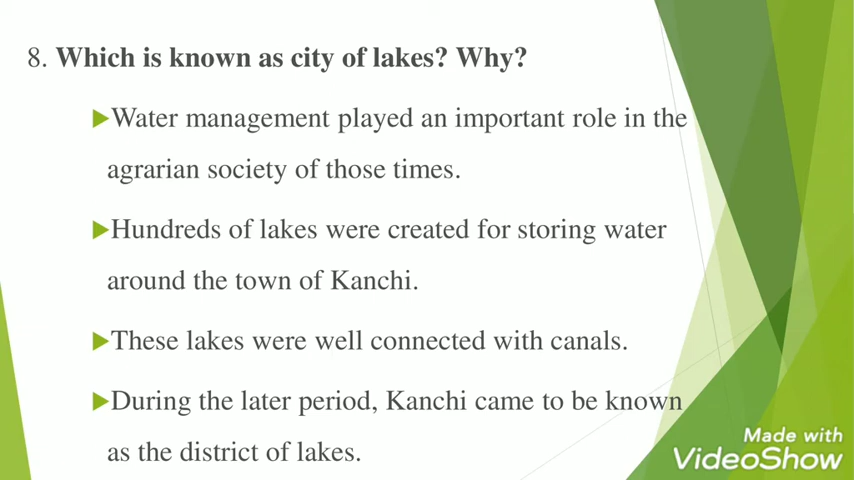 8. Which is known as city of lakes? Why?
▶Water management played an important role in the
agrarian society of those times.
▶Hundreds of lakes were created for storing water
around the town of Kanchi.
▶These lakes were well connected with canals.
▶During the later period, Kanchi came to be known
as the district of lakes.
Made with
VideoShow